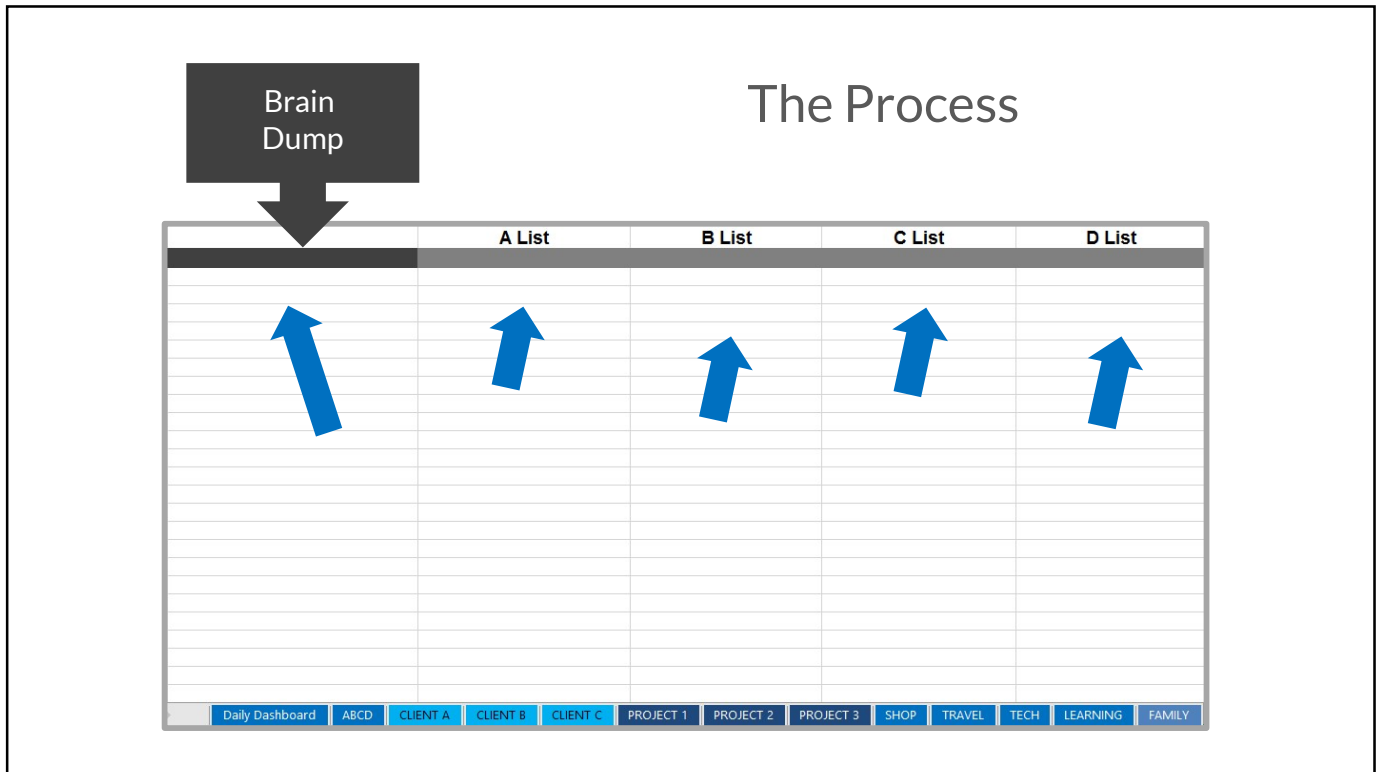 Brain
Dump
The Process
A List B List C List D List
Daily Dashboard ABCD CLIENT A CLIENT B CLIENT C PROJECT 1 PROJECT 2 PROJECT 3 SHOP TRAVEL TECH LEARNING FAMILY